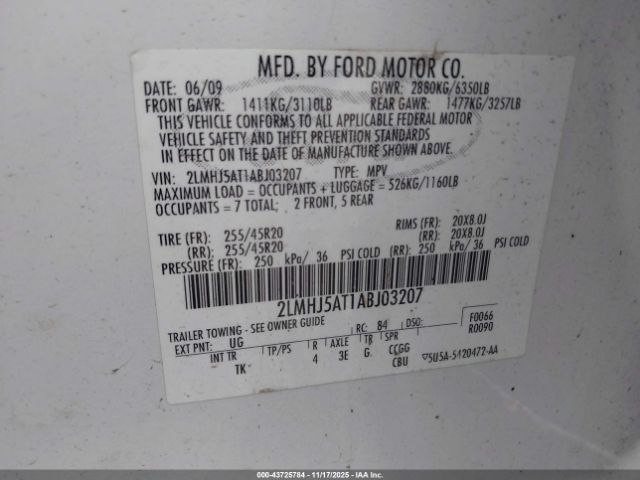 MFD. BY FORD MOTOR CO.
DATE: 06/09 GVWR: 2880KG/6350LB
FRONT GAWR: 1411KG/3110LB REAR GAWR: 1477KG/3257LB
THIS VEHICLE CONFORMS TO ALL APPLICABLE FEDERAL MOTOR
VEHICLE SAFETY AND THEFT PREVENTION STANDARDS
IN EFFECT ON THE DATE OF MANUFACTURE SHOWN ABOVE.
VIN: 2LMHJ5AT1ABJ03207 TYPE: MPV
MAXIMUM LOAD = OCCUPANTS + LUGGAGE = 526KG/1160LB
OCCUPANTS = 7 TOTAL; 2 FRONT, 5 REAR
TIRE (FR): 255/45R20 RIMS (FR): 20X8.0J
(RR): 255/45R20 (RR): 20X8.0J
PRESSURE (FR): 250 kPa/ 36 PSI COLD (RR): 250 kPa/ 36 PSI COLD
2LMHJ5AT1ABJ03207
TRAILER TOWING - SEE OWNER GUIDE
F0066
R0090
EXT PNT: UG RC: 84 DSO:
INT TR TP/PS R AXLE TR SPR
TK 4 3E G CCGG
CBU
5U5A-5420472-AA
000-43725784 - 11/17/2025 - IAA, Inc.